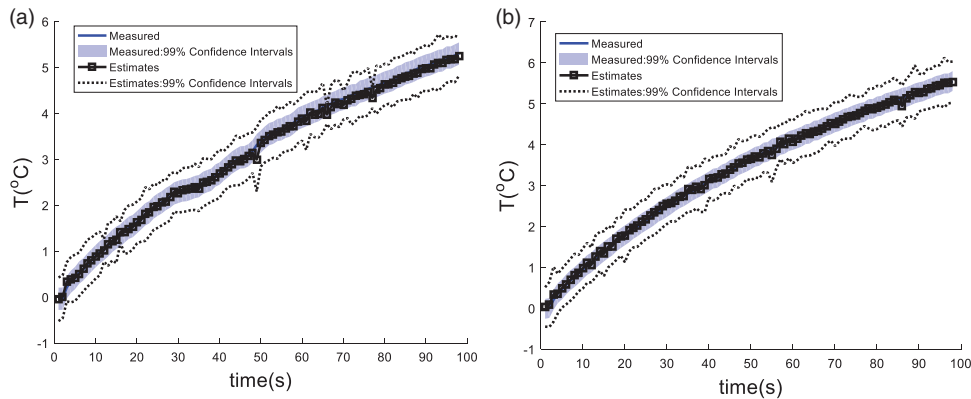 (a)
6
5
4
3
2
1
0
-1
T(°C)
Measured
Measured:99% Confidence Intervals
Estimates
Estimates:99% Confidence Intervals
0 10 20 30 40 50 60 70 80 90 100
time(s)
(b)
7
6
5
4
3
2
1
0
-1
T(°C)
Measured
Measured:99% Confidence Intervals
Estimates
Estimates:99% Confidence Intervals
0 10 20 30 40 50 60 70 80 90 100
time(s)